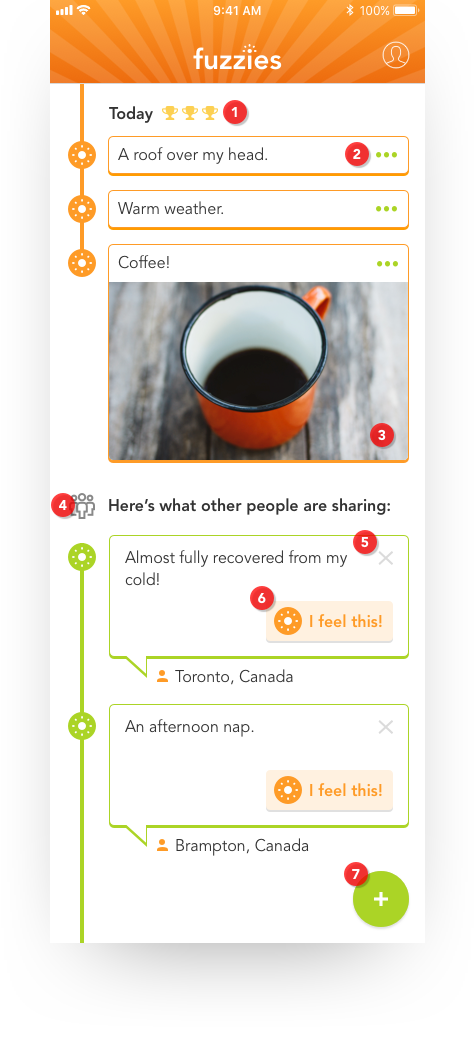 9:41 AM 100%
fuzzies
Today 1
A roof over my head. 2
Warm weather.
Coffee!
3
4 Here's what other people are sharing:
5
Almost fully recovered from my
cold!
6
I feel this!
Toronto, Canada
An afternoon nap.
I feel this!
Brampton, Canada
7
+